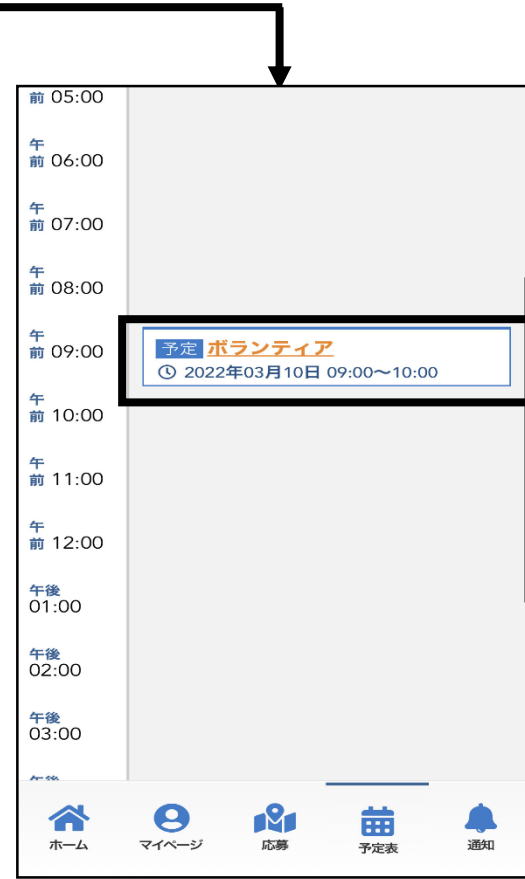 前 05:00
午
前 06:00
午
前 07:00
午
前 08:00
午
前 09:00
予定 ボランティア
2022年03月10日 09:00～10:00
午
前 10:00
午
前 11:00
午
前 12:00
午後
01:00
午後
02:00
午後
03:00
ホーム
マイページ
応募
予定表
通知